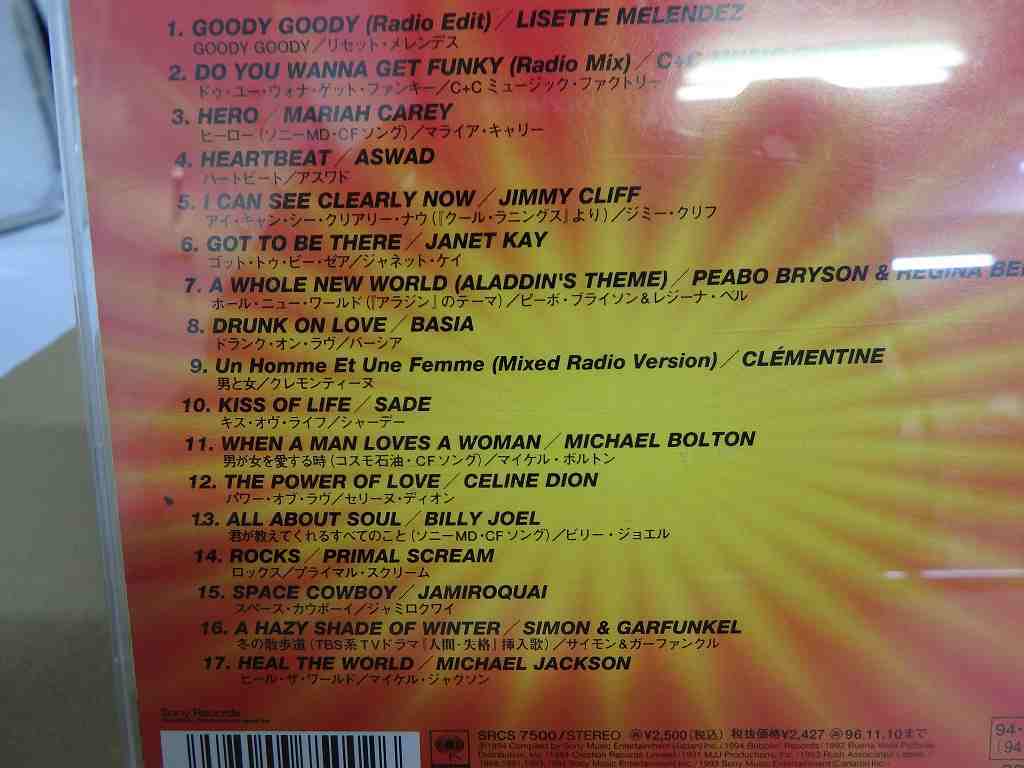 1. GOODY GOODY (Radio Edit)／LISETTE MELENDEZ
GOODY GOODY／リセット・メレンデス
2. DO YOU WANNA GET FUNKY (Radio Mix)／C+C
ドゥ・ユー・ウォナ・ゲット・ファンキー／C+C ミュージック・ファクトリー
3. HERO／MARIAH CAREY
ヒーロー（ソニーMD・CFソング）／マライア・キャリー
4. HEARTBEAT／ASWAD
ハートビート／アスワド
5. I CAN SEE CLEARLY NOW／JIMMY CLIFF
アイ・キャン・シー・クリアリー・ナウ（『クール・ラニングス』より）／ジミー・クリフ
6. GOT TO BE THERE／JANET KAY
ゴット・トゥ・ビー・ゼア／ジャネット・ケイ
7. A WHOLE NEW WORLD (ALADDIN'S THEME)／PEABO BRYSON & REGINA
ホール・ニュー・ワールド（『アラジン』のテーマ）／ピーボ・ブライソン＆レジーナ・ベル
8. DRUNK ON LOVE／BASIA
ドランク・オン・ラヴ／バーシア
9. Un Homme Et Une Femme (Mixed Radio Version)／CLÉMENTINE
男と女／クレモンティーヌ
10. KISS OF LIFE／SADE
キス・オヴ・ライフ／シャーデー
11. WHEN A MAN LOVES A WOMAN／MICHAEL BOLTON
男が女を愛する時（コスモ石油・CFソング）／マイケル・ボルトン
12. THE POWER OF LOVE／CELINE DION
パワー・オブ・ラヴ／セリーヌ・ディオン
13. ALL ABOUT SOUL／BILLY JOEL
君が教えてくれるすべてのこと（ソニーMD・CFソング）／ビリー・ジョエル
14. ROCKS／PRIMAL SCREAM
ロックス／プライマル・スクリーム
15. SPACE COWBOY／JAMIROQUAI
スペース・カウボーイ／ジャミロクワイ
16. A HAZY SHADE OF WINTER／SIMON & GARFUNKEL
冬の散歩道（TBS系TVドラマ『人間・失格』挿入歌）／サイモン＆ガーファンクル
17. HEAL THE WORLD／MICHAEL JACKSON
ヒール・ザ・ワールド／マイケル・ジャクソン
Sony Records
SRCS 7500/STEREO ¥2,500(税込) 税抜価格¥2,427 96.11.10まで
94